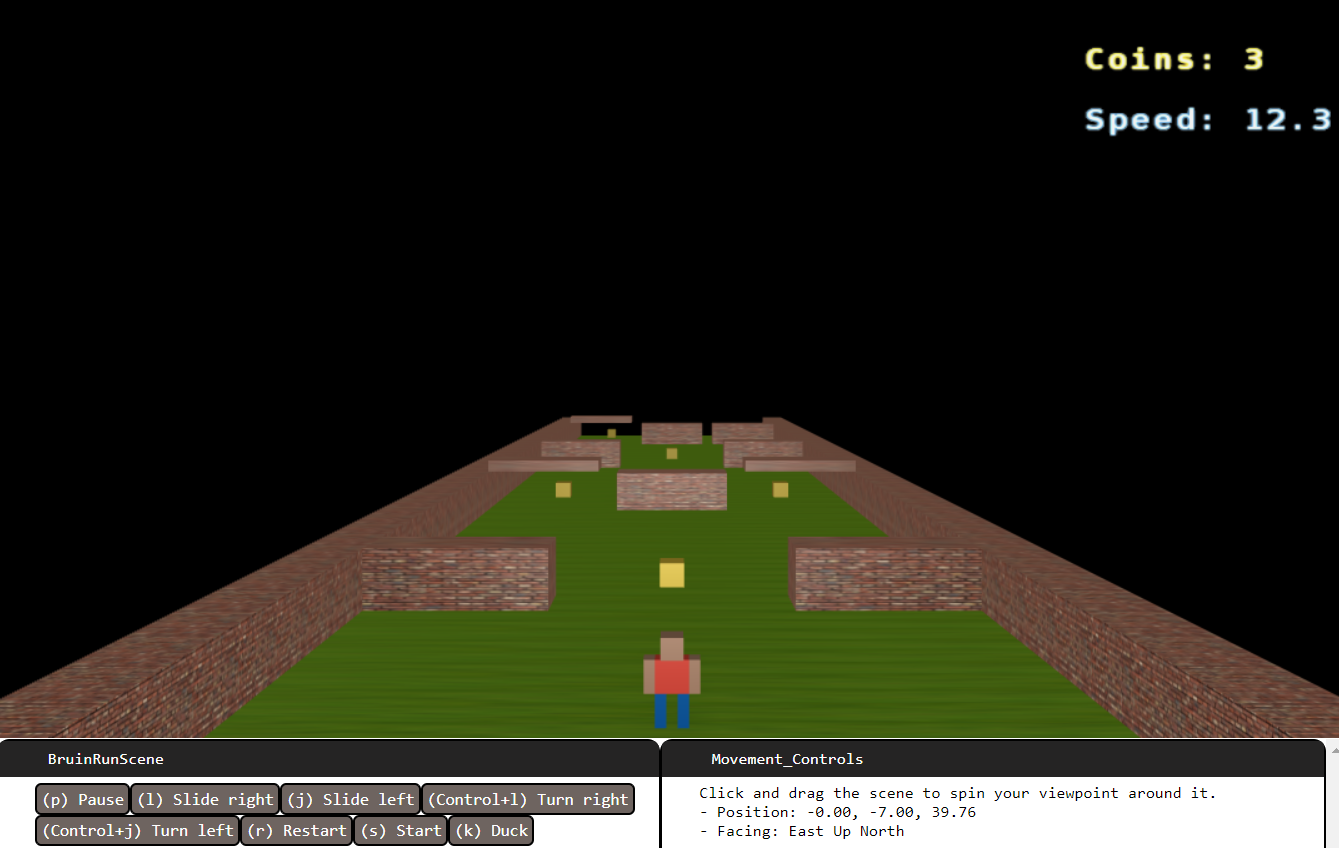 Coins: 3
Speed: 12.3
BruinRunScene
(p) Pause (l) Slide right (j) Slide left (Control+l) Turn right
(Control+j) Turn left (r) Restart (s) Start (k) Duck
Movement_Controls
Click and drag the scene to spin your viewpoint around it.
- Position: -0.00, -7.00, 39.76
- Facing: East Up North